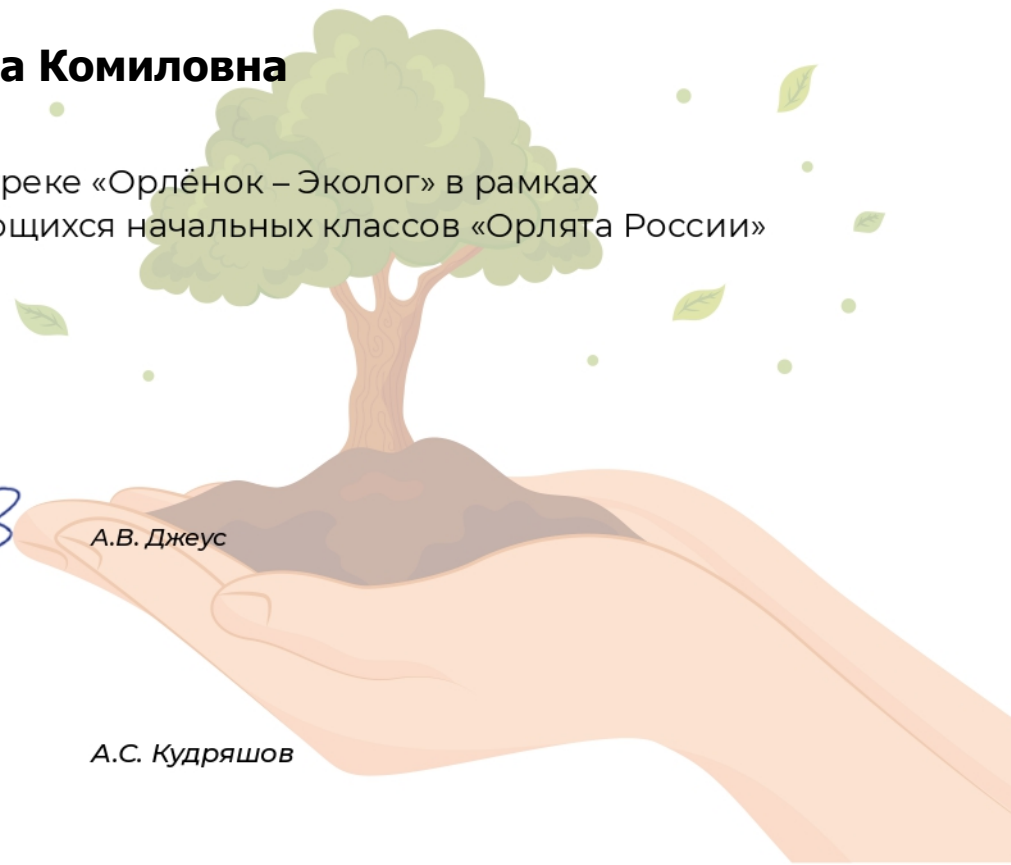 а Комиловна
реке «Орлёнок – Эколог» в рамках
ющихся начальных классов «Орлята России»
А.В. Джеус
А.С. Кудряшов